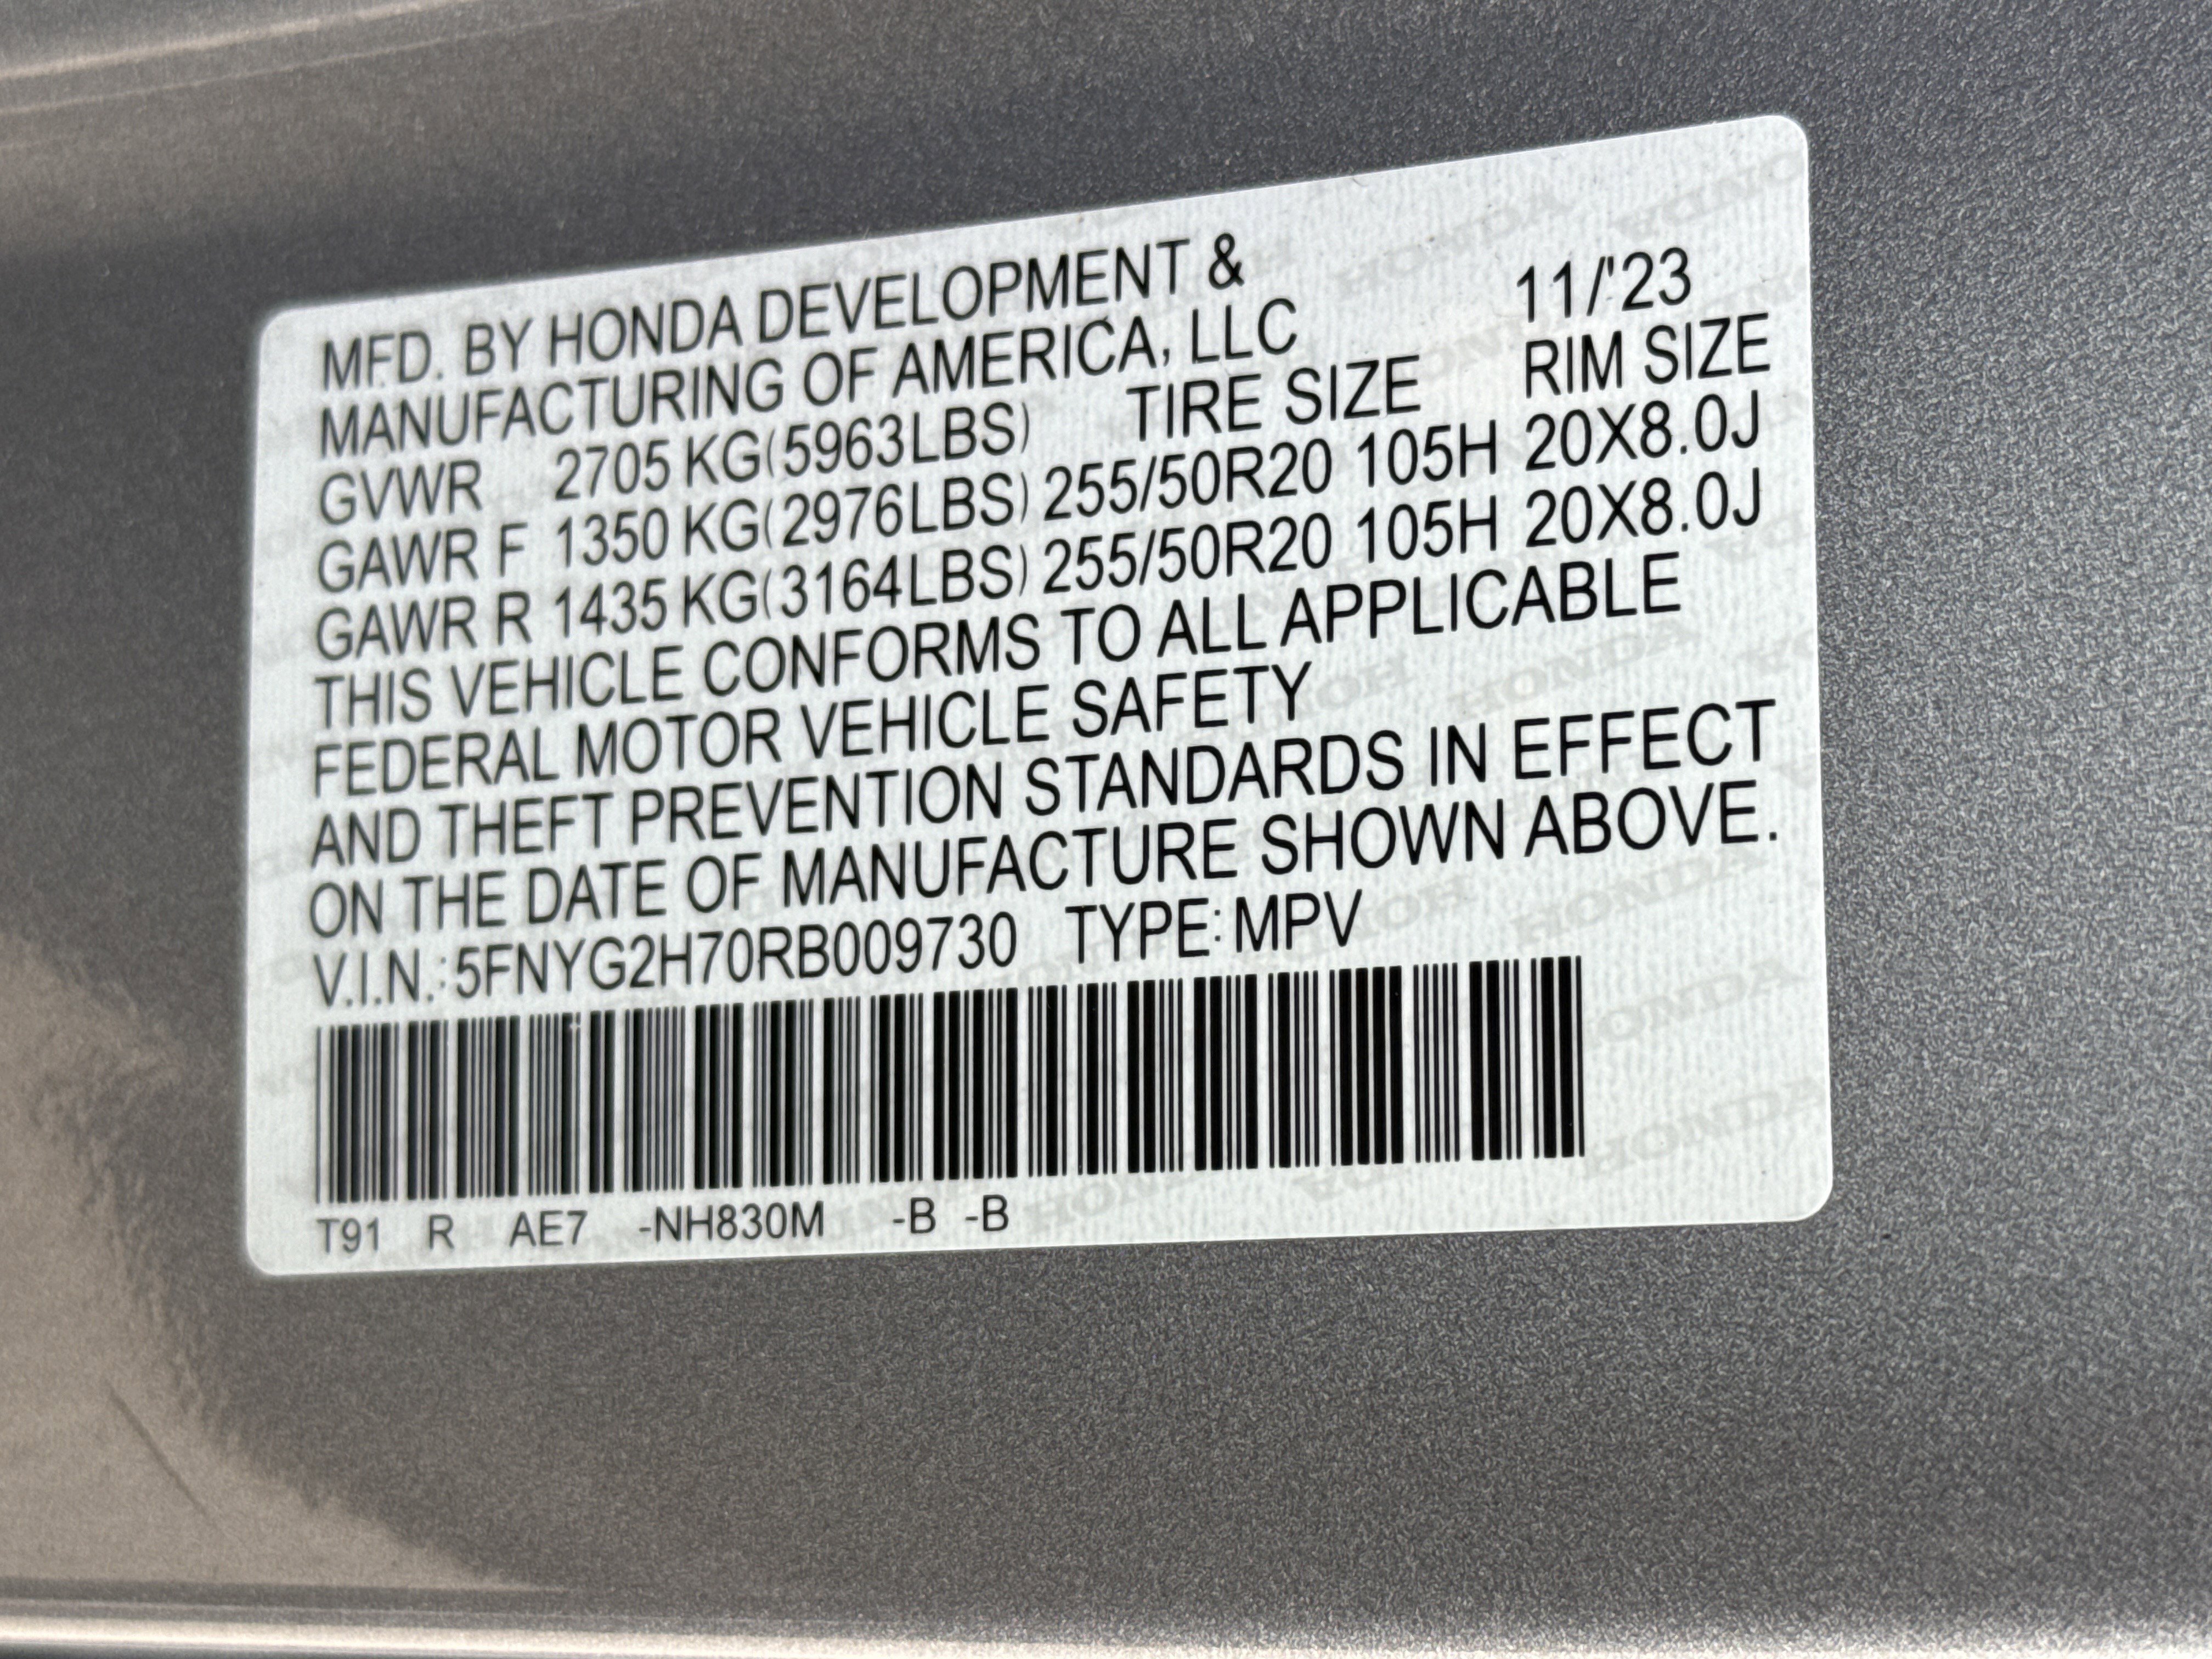 MFD. BY HONDA DEVELOPMENT &
MANUFACTURING OF AMERICA, LLC 11/'23
GVWR 2705 KG(5963LBS) TIRE SIZE RIM SIZE
GAWR F 1350 KG(2976LBS) 255/50R20 105H 20X8.0J
GAWR R 1435 KG(3164LBS) 255/50R20 105H 20X8.0J
THIS VEHICLE CONFORMS TO ALL APPLICABLE
FEDERAL MOTOR VEHICLE SAFETY
AND THEFT PREVENTION STANDARDS IN EFFECT
ON THE DATE OF MANUFACTURE SHOWN ABOVE.
V.I.N.:5FNYG2H70RB009730 TYPE:MPV
T91 R AE7 -NH830M -B -B